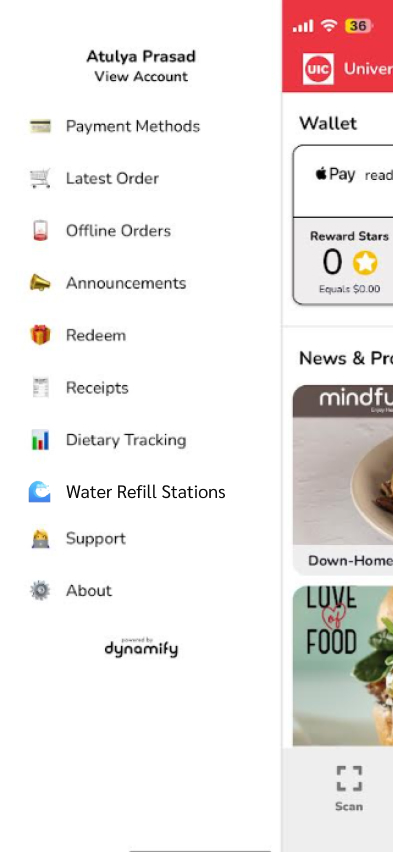 Atulya Prasad
View Account
Payment Methods
Latest Order
Offline Orders
Announcements
Redeem
Receipts
Dietary Tracking
Water Refill Stations
Support
About
powered by
dynamify
36
UIC
Univer
Wallet
Pay read
Reward Stars
0
Equals $0.00
News & Pro
mindfu
Down-Home
LOVE
of
FOOD
Scan